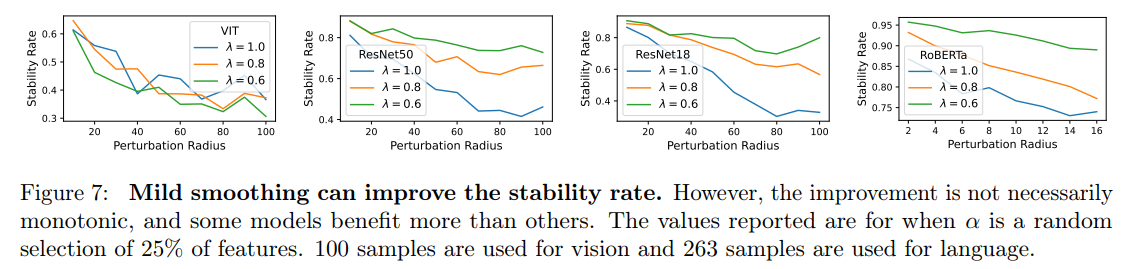 VIT
λ = 1.0
λ = 0.8
λ = 0.6
Stability Rate
0.6
0.5
0.4
0.3
20 40 60 80 100
Perturbation Radius
ResNet50
λ = 1.0
λ = 0.8
λ = 0.6
Stability Rate
0.8
0.6
0.4
20 40 60 80 100
Perturbation Radius
ResNet18
λ = 1.0
λ = 0.8
λ = 0.6
Stability Rate
0.8
0.6
0.4
20 40 60 80 100
Perturbation Radius
RoBERTa
λ = 1.0
λ = 0.8
λ = 0.6
Stability Rate
0.95
0.90
0.85
0.80
0.75
2 4 6 8 10 12 14 16
Perturbation Radius
Figure 7: Mild smoothing can improve the stability rate. However, the improvement is not necessarily
monotonic, and some models benefit more than others. The values reported are for when α is a random
selection of 25% of features. 100 samples are used for vision and 263 samples are used for language.